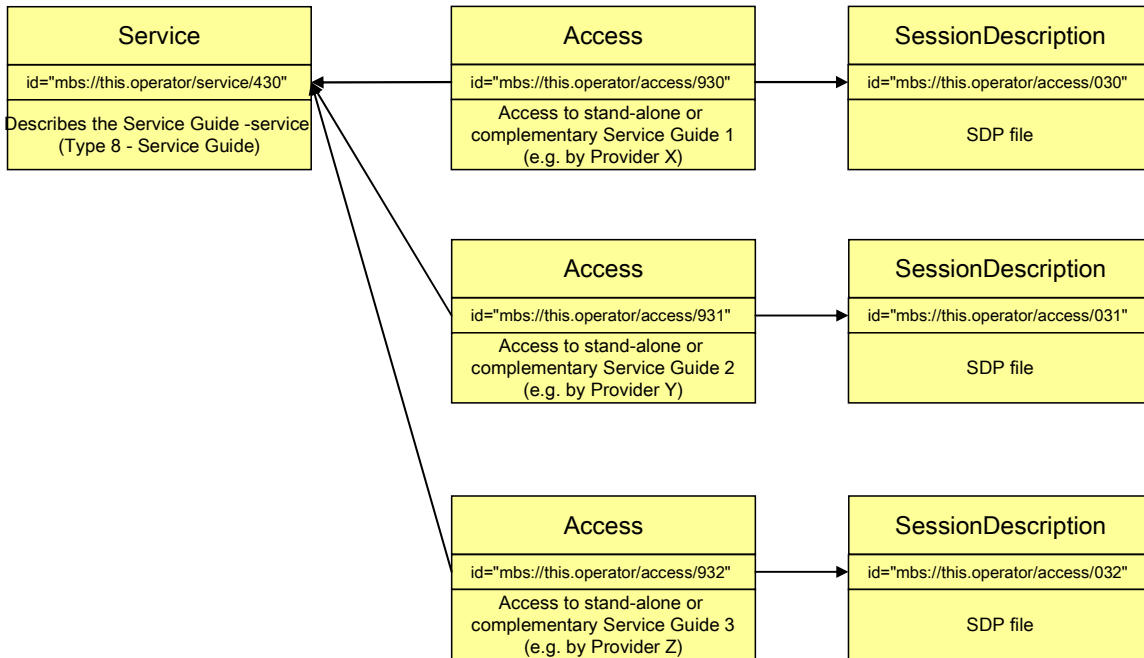 Service
id="mbs://this.operator/service/430"
Describes the Service Guide -service
(Type 8 - Service Guide)
Access
id="mbs://this.operator/access/930"
Access to stand-alone or
complementary Service Guide 1
(e.g. by Provider X)
SessionDescription
id="mbs://this.operator/access/030"
SDP file
Access
id="mbs://this.operator/access/931"
Access to stand-alone or
complementary Service Guide 2
(e.g. by Provider Y)
SessionDescription
id="mbs://this.operator/access/031"
SDP file
Access
id="mbs://this.operator/access/932"
Access to stand-alone or
complementary Service Guide 3
(e.g. by Provider Z)
SessionDescription
id="mbs://this.operator/access/032"
SDP file